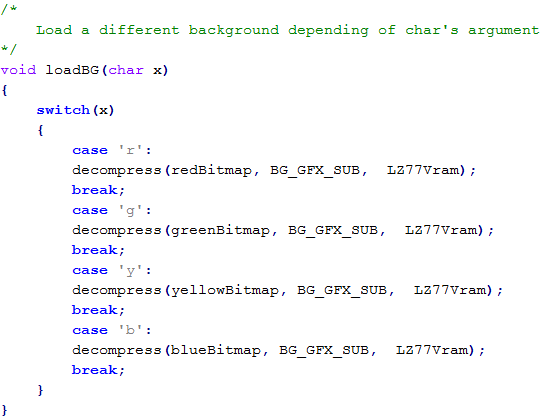 /*
    Load a different background depending of char's argument
*/
void loadBG(char x)
{
    switch(x)
    {
        case 'r':
        decompress(redBitmap, BG_GFX_SUB,  LZ77Vram);
        break;
        case 'g':
        decompress(greenBitmap, BG_GFX_SUB,  LZ77Vram);
        break;
        case 'y':
        decompress(yellowBitmap, BG_GFX_SUB,  LZ77Vram);
        break;
        case 'b':
        decompress(blueBitmap, BG_GFX_SUB,  LZ77Vram);
        break;
    }
}